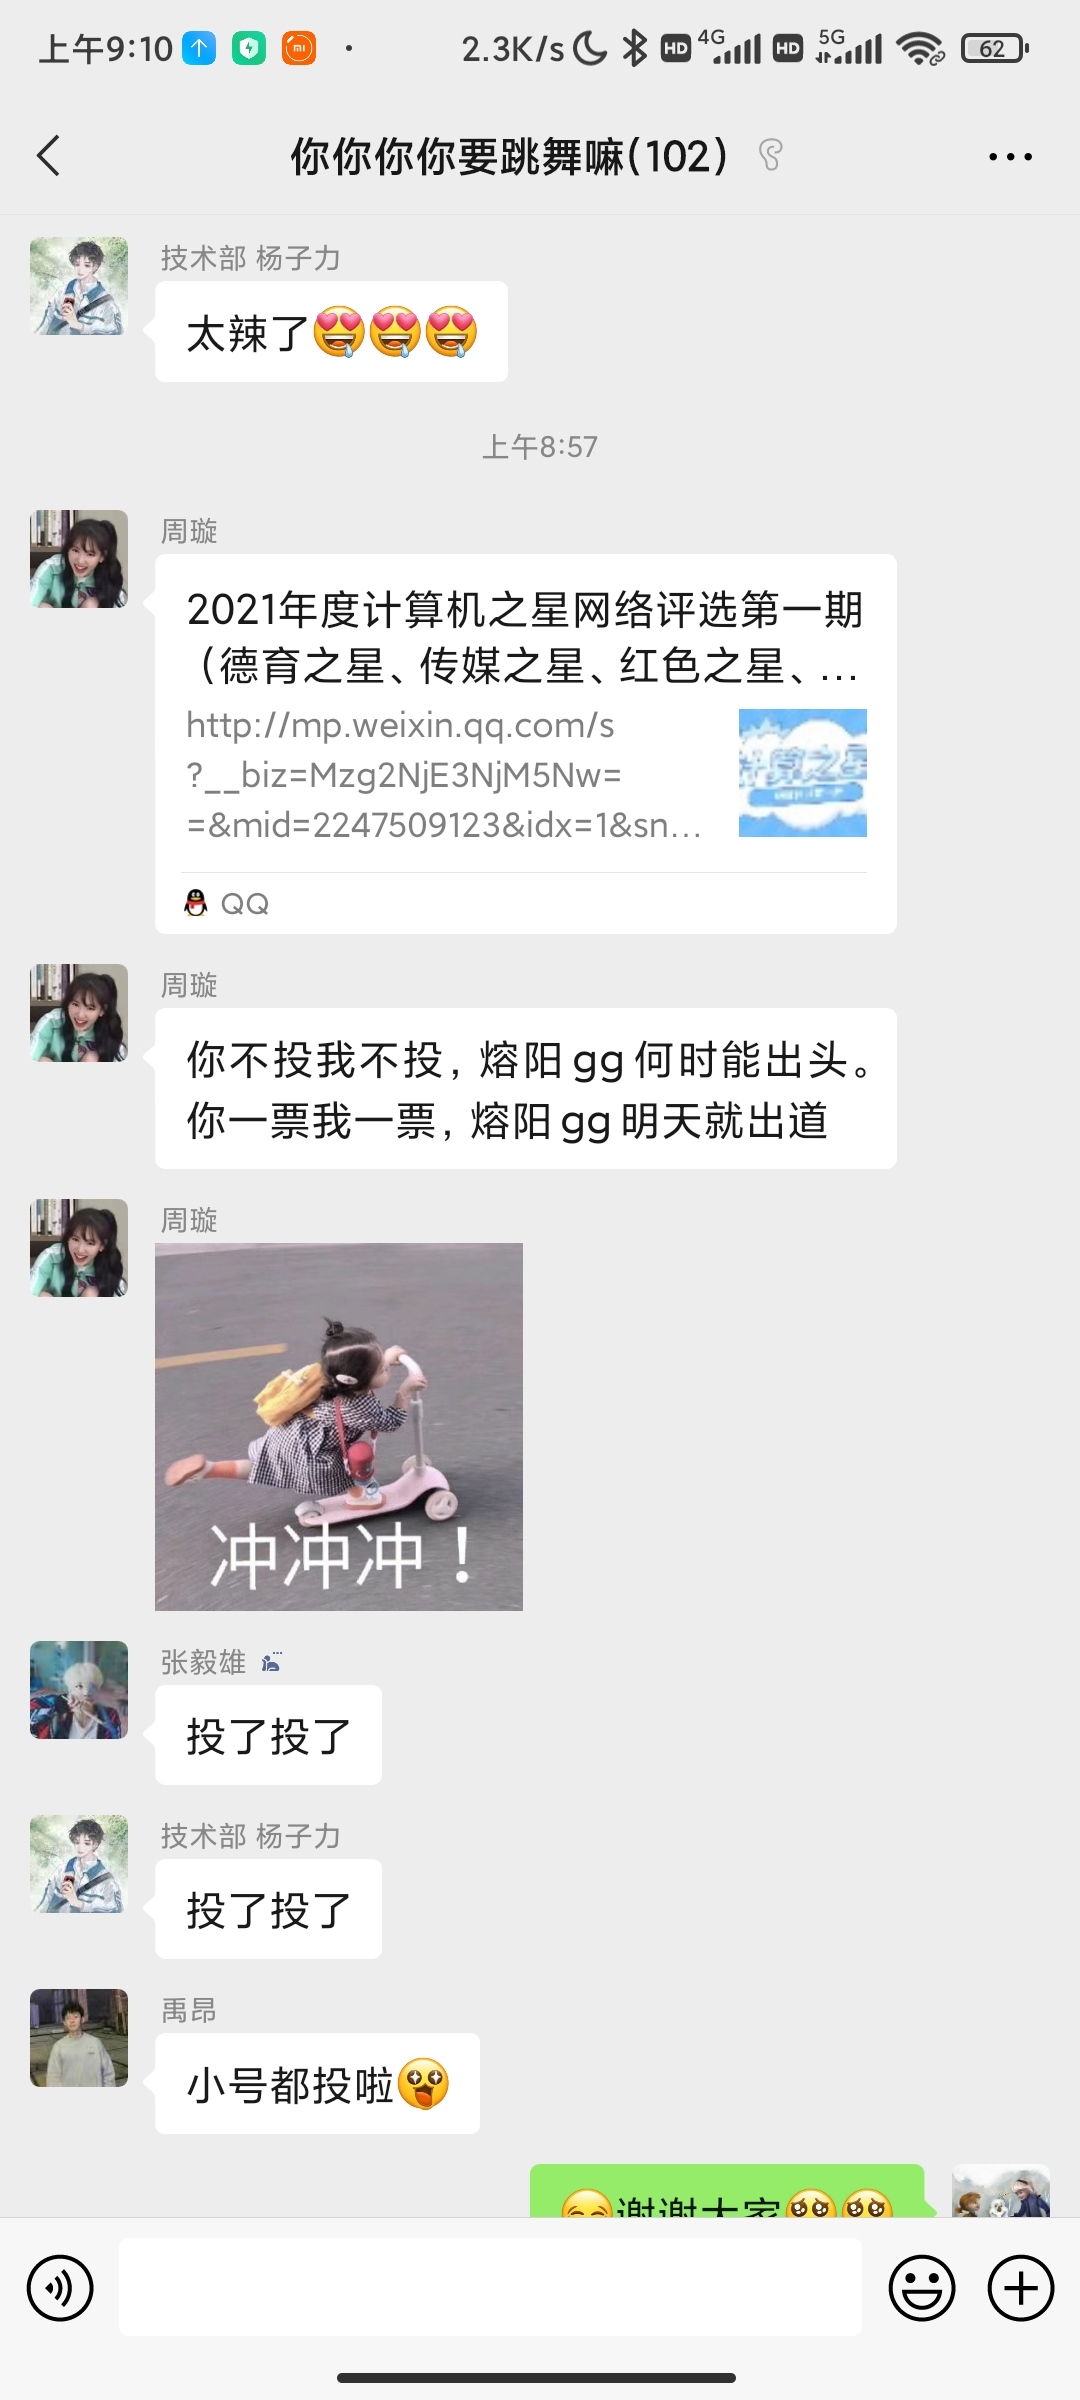 上午9:10
2.3K/s
HD
4G
HD
5G
62
你你你你要跳舞嘛(102)
技术部 杨子力
太辣了😍😍😍
上午8:57
周璇
2021年度计算机之星网络评选第一期
（德育之星、传媒之星、红色之星、...
http://mp.weixin.qq.com/s
?__biz=Mzg2NjE3NjM5Nw=
=&mid=2247509123&idx=1&sn...
QQ
周璇
你不投我不投，熔阳gg何时能出头。
你一票我一票，熔阳gg明天就出道
周璇
冲冲冲！
张毅雄
投了投了
技术部 杨子力
投了投了
禹昂
小号都投啦
谢谢大家